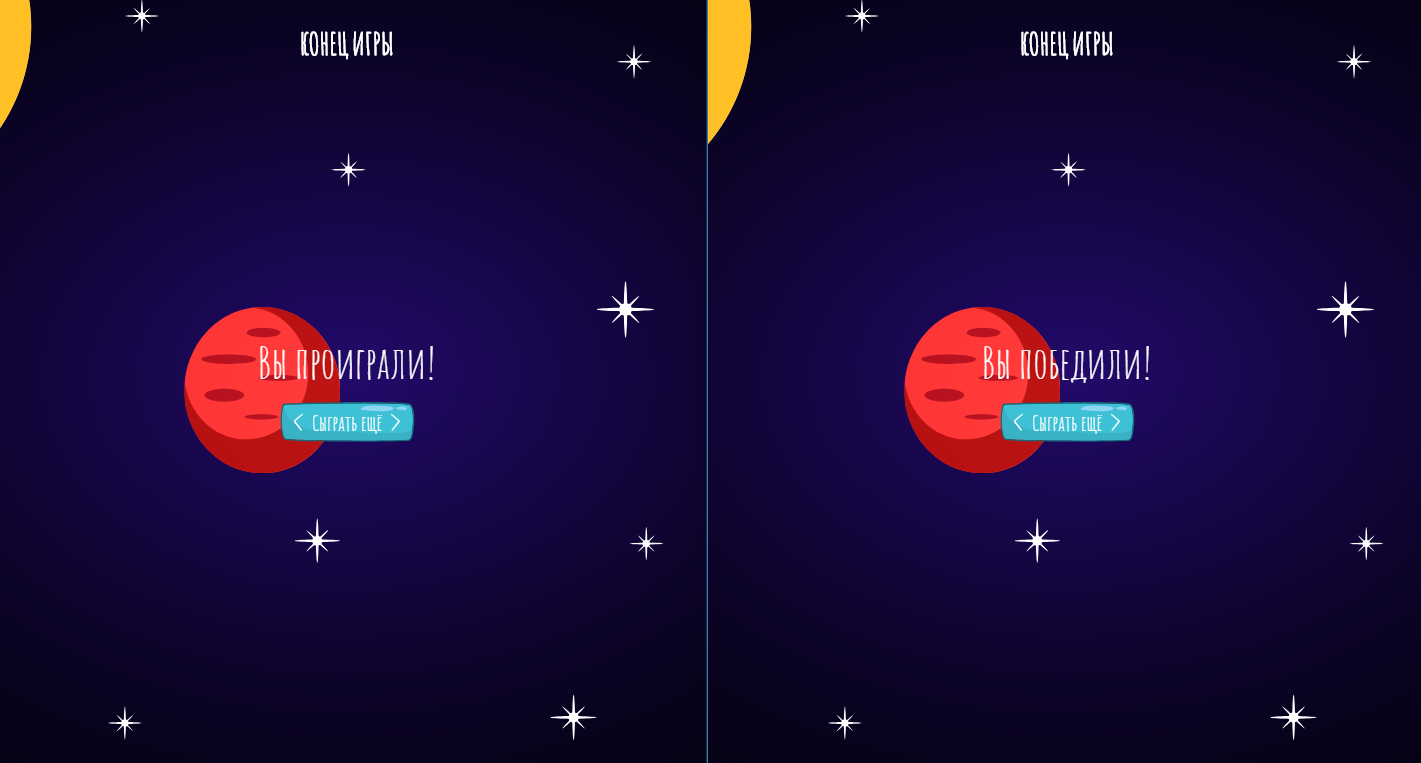 КОНЕЦ ИГРЫ
Вы проиграли!
Сыграть ещё
КОНЕЦ ИГРЫ
Вы победили!
Сыграть ещё